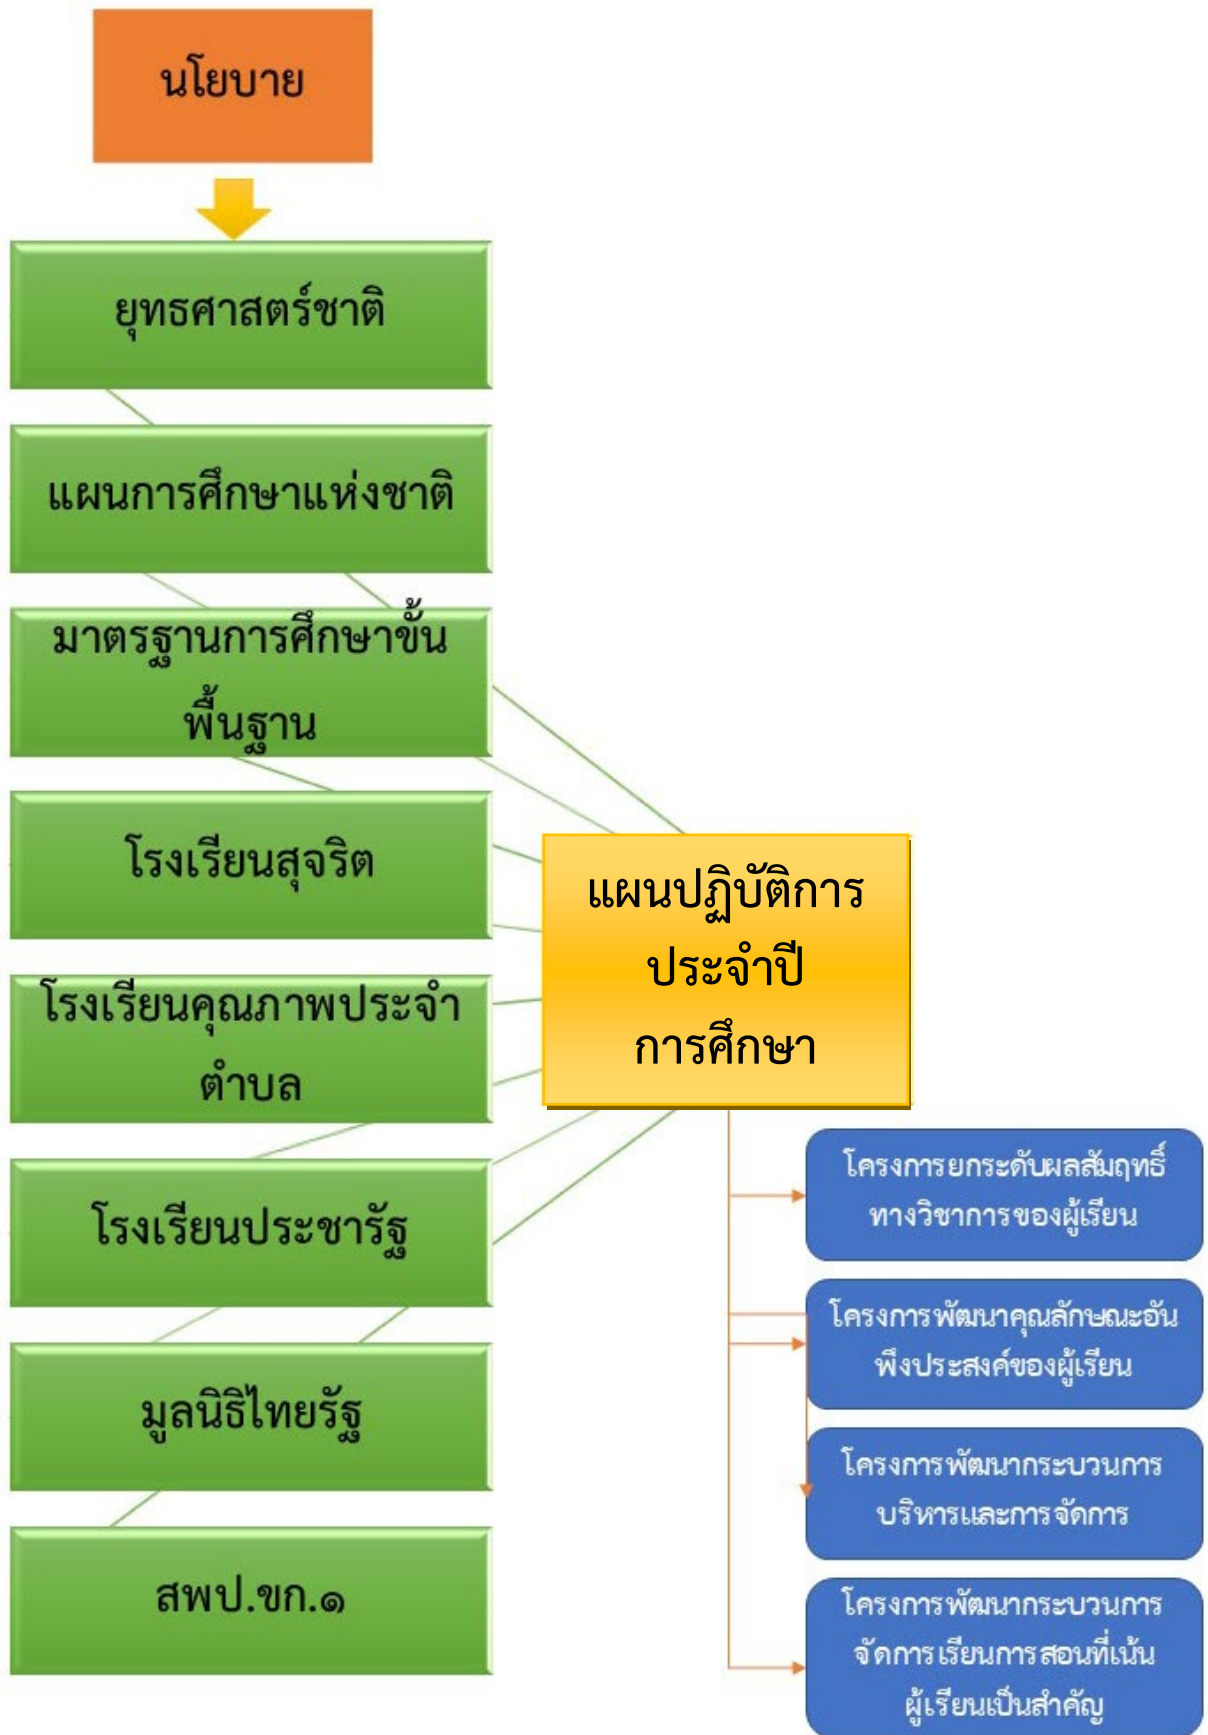 นโยบาย
ยุทธศาสตร์ชาติ
แผนการศึกษาแห่งชาติ
มาตรฐานการศึกษาขั้น
พื้นฐาน
โรงเรียนสุจริต
โรงเรียนคุณภาพประจำ
ตำบล
โรงเรียนประชารัฐ
มูลนิธิไทยรัฐ
สพป.ขก.๑
แผนปฏิบัติการ
ประจำปี
การศึกษา
โครงการยกระดับผลสัมฤทธิ์
ทางวิชาการของผู้เรียน
โครงการพัฒนาคุณลักษณะอัน
พึงประสงค์ของผู้เรียน
โครงการพัฒนากระบวนการ
บริหารและการจัดการ
โครงการพัฒนากระบวนการ
จัดการเรียนการสอนที่เน้น
ผู้เรียนเป็นสำคัญ